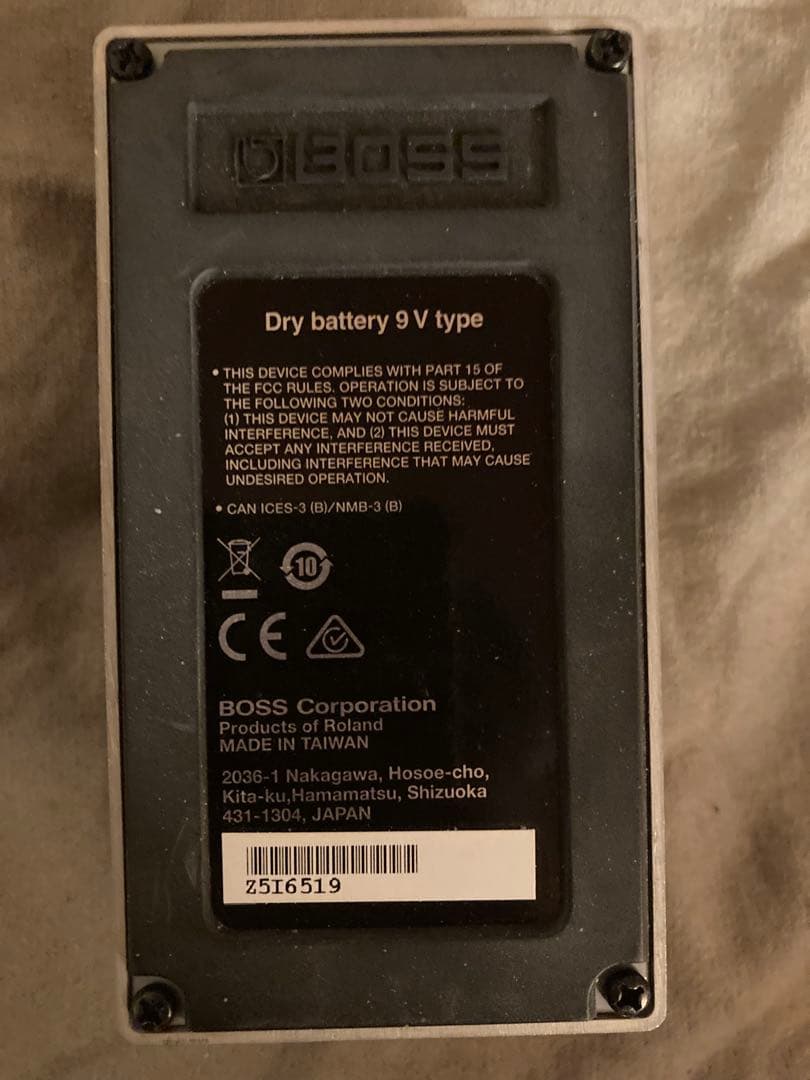 BOSS
Dry battery 9 V type
• THIS DEVICE COMPLIES WITH PART 15 OF
THE FCC RULES. OPERATION IS SUBJECT TO
THE FOLLOWING TWO CONDITIONS:
(1) THIS DEVICE MAY NOT CAUSE HARMFUL
INTERFERENCE, AND (2) THIS DEVICE MUST
ACCEPT ANY INTERFERENCE RECEIVED,
INCLUDING INTERFERENCE THAT MAY CAUSE
UNDESIRED OPERATION.
• CAN ICES-3 (B)/NMB-3 (B)
10
CE
BOSS Corporation
Products of Roland
MADE IN TAIWAN
2036-1 Nakagawa, Hosoe-cho,
Kita-ku,Hamamatsu, Shizuoka
431-1304, JAPAN
Z5I6519